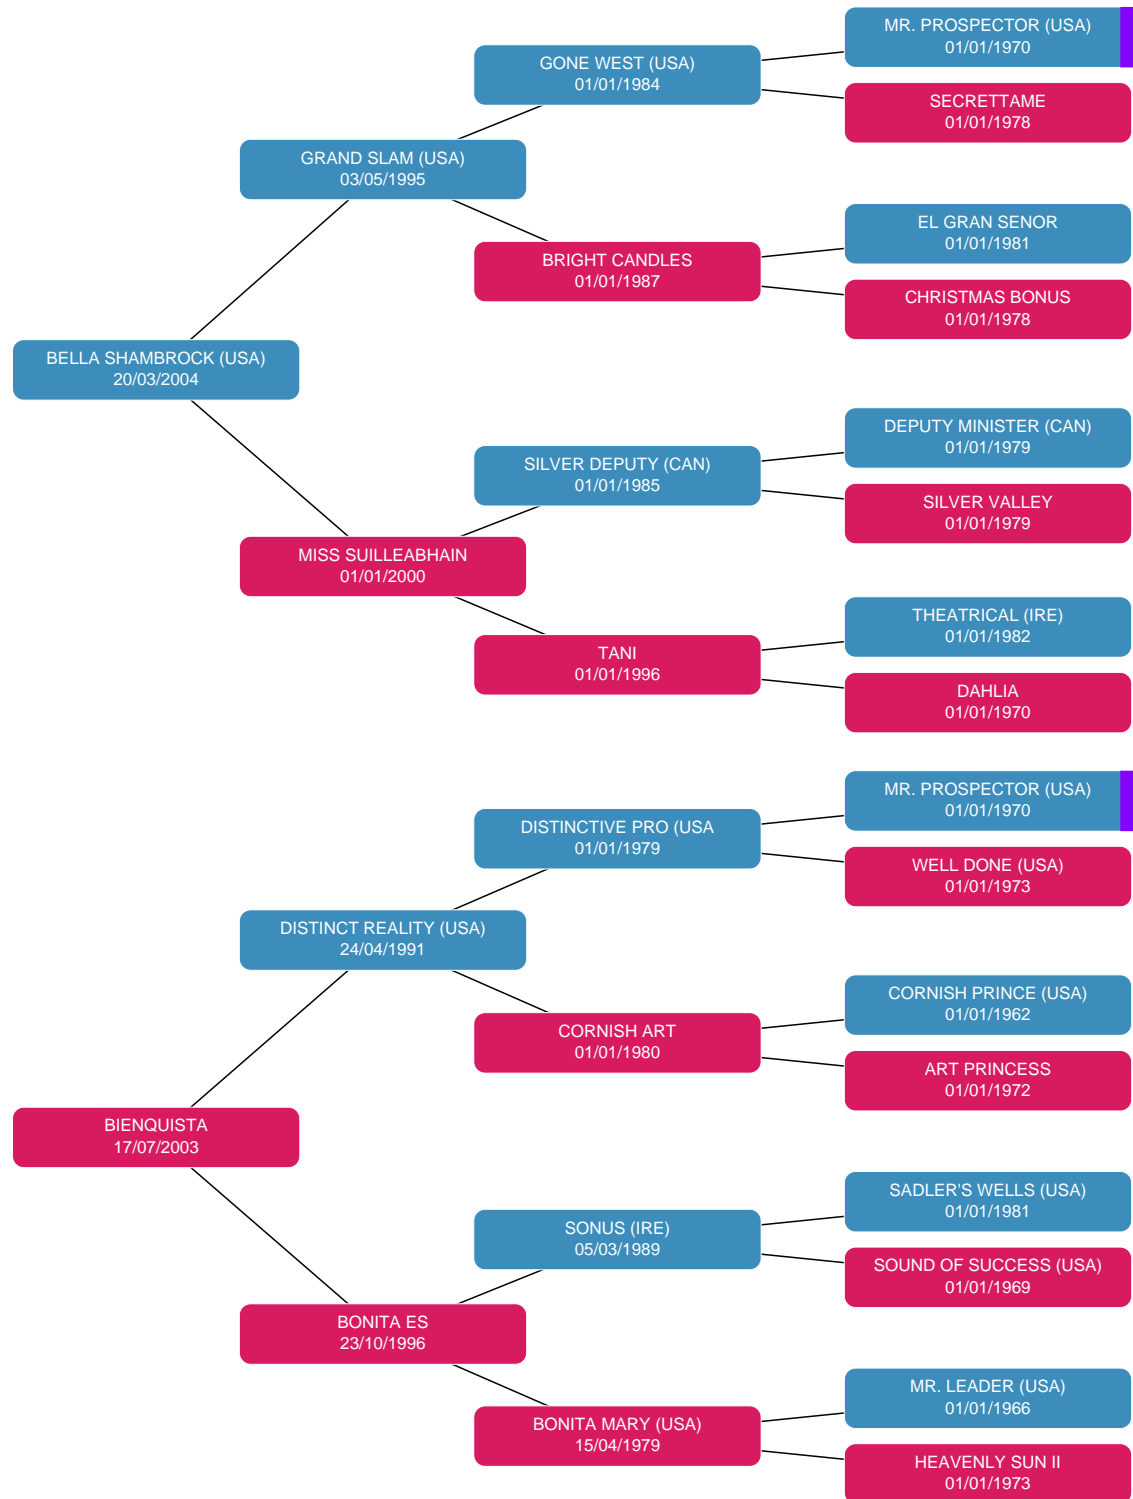 MR. PROSPECTOR (USA)
01/01/1970
GONE WEST (USA)
01/01/1984
SECRETTAME
01/01/1978
GRAND SLAM (USA)
03/05/1995
EL GRAN SENOR
01/01/1981
BRIGHT CANDLES
01/01/1987
CHRISTMAS BONUS
01/01/1978
BELLA SHAMBROCK (USA)
20/03/2004
DEPUTY MINISTER (CAN)
01/01/1979
SILVER DEPUTY (CAN)
01/01/1985
SILVER VALLEY
01/01/1979
MISS SUILLEABHAIN
01/01/2000
THEATRICAL (IRE)
01/01/1982
TANI
01/01/1996
DAHLIA
01/01/1970
MR. PROSPECTOR (USA)
01/01/1970
DISTINCTIVE PRO (USA
01/01/1979
WELL DONE (USA)
01/01/1973
DISTINCT REALITY (USA)
24/04/1991
CORNISH PRINCE (USA)
01/01/1962
CORNISH ART
01/01/1980
ART PRINCESS
01/01/1972
BIENQUISTA
17/07/2003
SADLER'S WELLS (USA)
01/01/1981
SONUS (IRE)
05/03/1989
SOUND OF SUCCESS (USA)
01/01/1969
BONITA ES
23/10/1996
MR. LEADER (USA)
01/01/1966
BONITA MARY (USA)
15/04/1979
HEAVENLY SUN II
01/01/1973